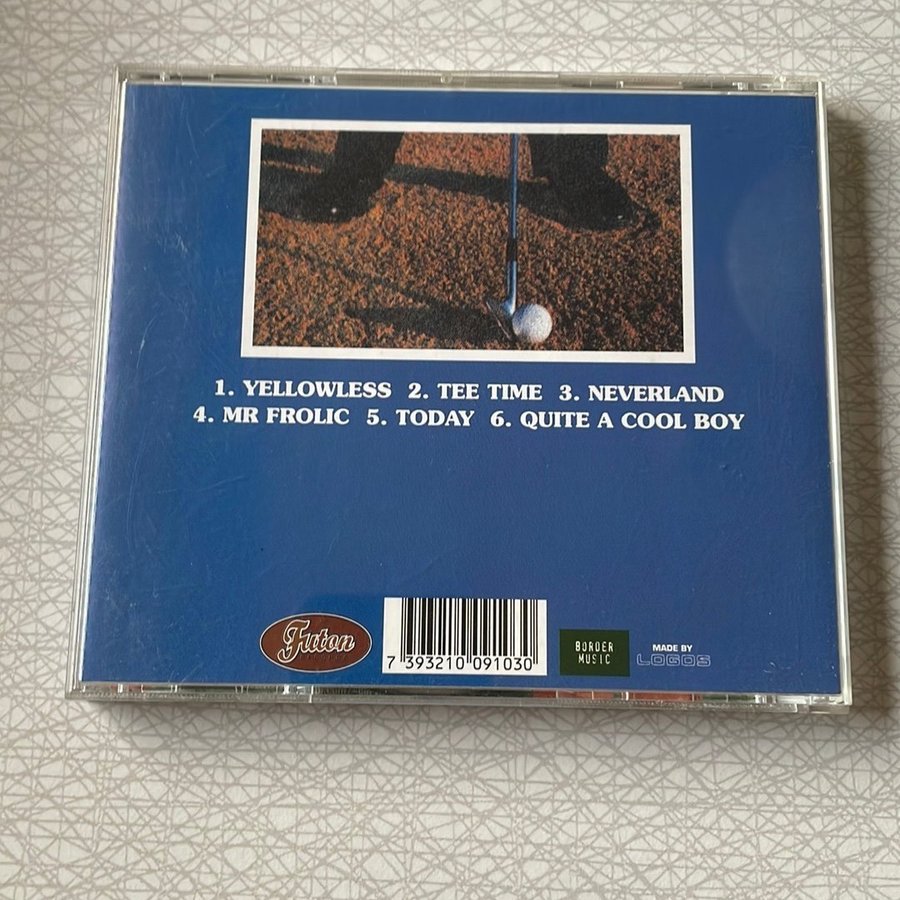 1. YELLOWLESS 2. TEE TIME 3. NEVERLAND
4. MR FROLIC 5. TODAY 6. QUITE A COOL BOY
Futon
7 393210 091030
BORDER
MUSIC
MADE BY
LOGOS